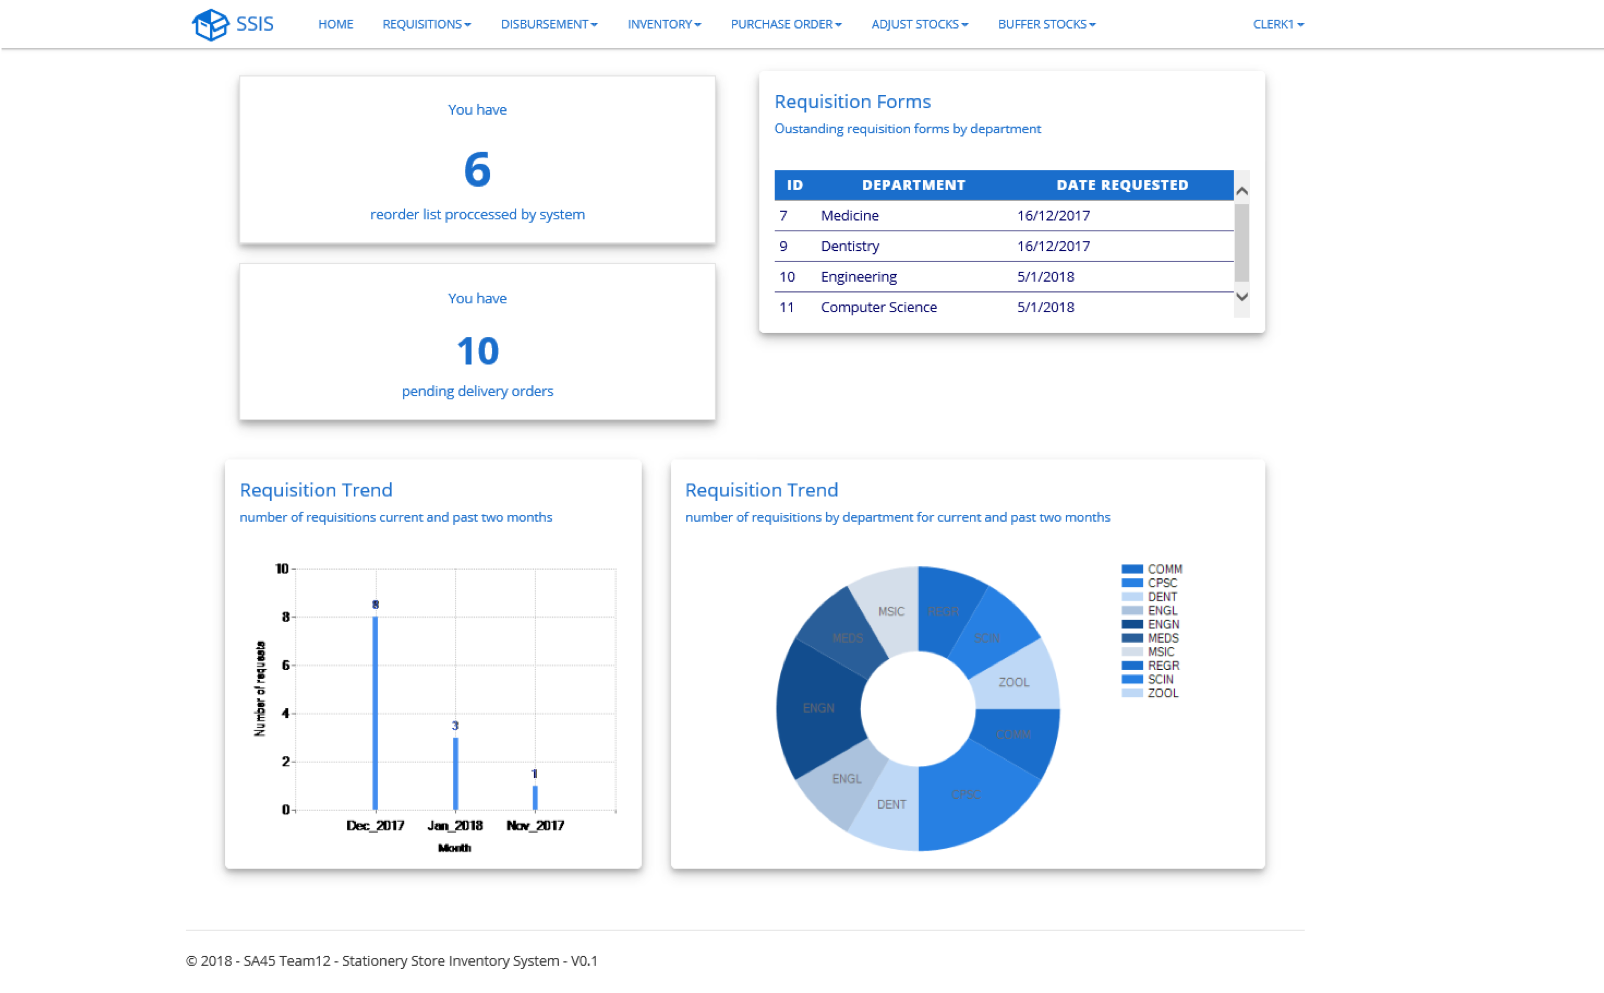 SSIS HOME REQUISITIONS DISBURSEMENT INVENTORY PURCHASE ORDER ADJUST STOCKS BUFFER STOCKS CLERK1
You have
6
reorder list proccessed by system
You have
10
pending delivery orders
Requisition Forms
Oustanding requisition forms by department
ID DEPARTMENT DATE REQUESTED
7 Medicine 16/12/2017
9 Dentistry 16/12/2017
10 Engineering 5/1/2018
11 Computer Science 5/1/2018
Requisition Trend
number of requisitions current and past two months
Number of requests
10
8
6
4
2
0
8
3
1
Dec_2017 Jan_2018 Nov_2017
Month
Requisition Trend
number of requisitions by department for current and past two months
MSIC
REGR
MEDS
SCIN
ZOOL
ENGN
COMM
ENGL
CPSC
DENT
COMM
CPSC
DENT
ENGL
ENGN
MEDS
MSIC
REGR
SCIN
ZOOL
© 2018 - SA45 Team12 - Stationery Store Inventory System - V0.1